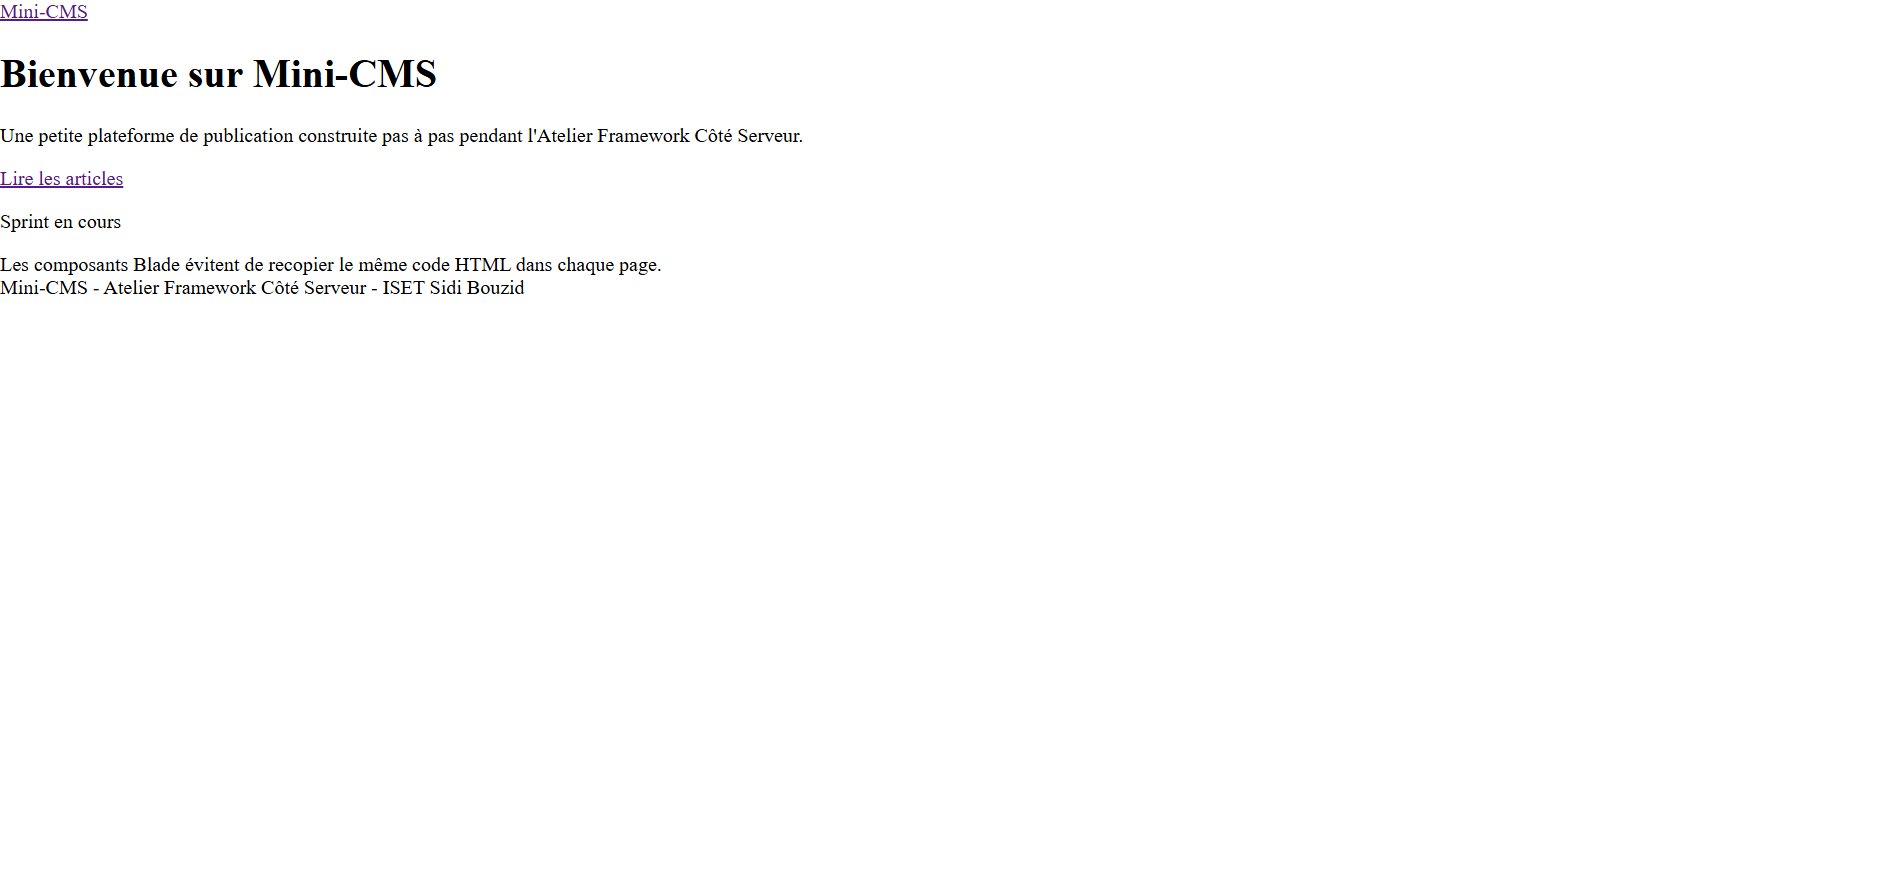 Mini-CMS
Bienvenue sur Mini-CMS
Une petite plateforme de publication construite pas à pas pendant l'Atelier Framework Côté Serveur.
Lire les articles
Sprint en cours
Les composants Blade évitent de recopier le même code HTML dans chaque page.
Mini-CMS - Atelier Framework Côté Serveur - ISET Sidi Bouzid